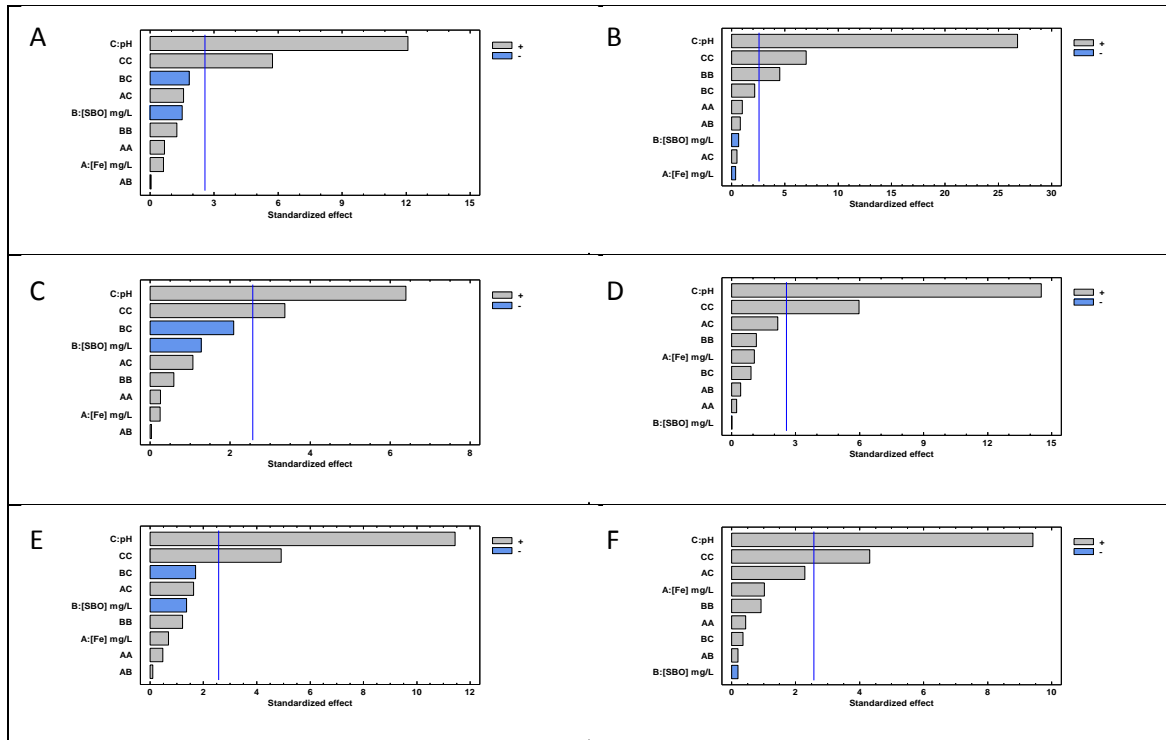 A
C:pH
CC
BC
AC
B:[SBO] mg/L
BB
AA
A:[Fe] mg/L
AB
0 3 6 9 12 15
Standardized effect
+
-
B
C:pH
CC
BB
BC
AA
AB
B:[SBO] mg/L
AC
A:[Fe] mg/L
0 5 10 15 20 25 30
Standardized effect
+
-
C
C:pH
CC
BC
B:[SBO] mg/L
AC
BB
AA
A:[Fe] mg/L
AB
0 2 4 6 8
Standardized effect
+
-
D
C:pH
CC
AC
BB
A:[Fe] mg/L
BC
AB
AA
B:[SBO] mg/L
0 3 6 9 12 15
Standardized effect
+
-
E
C:pH
CC
BC
AC
B:[SBO] mg/L
BB
A:[Fe] mg/L
AA
AB
0 2 4 6 8 10 12
Standardized effect
+
-
F
C:pH
CC
AC
A:[Fe] mg/L
BB
AA
BC
AB
B:[SBO] mg/L
0 2 4 6 8 10
Standardized effect
+
-